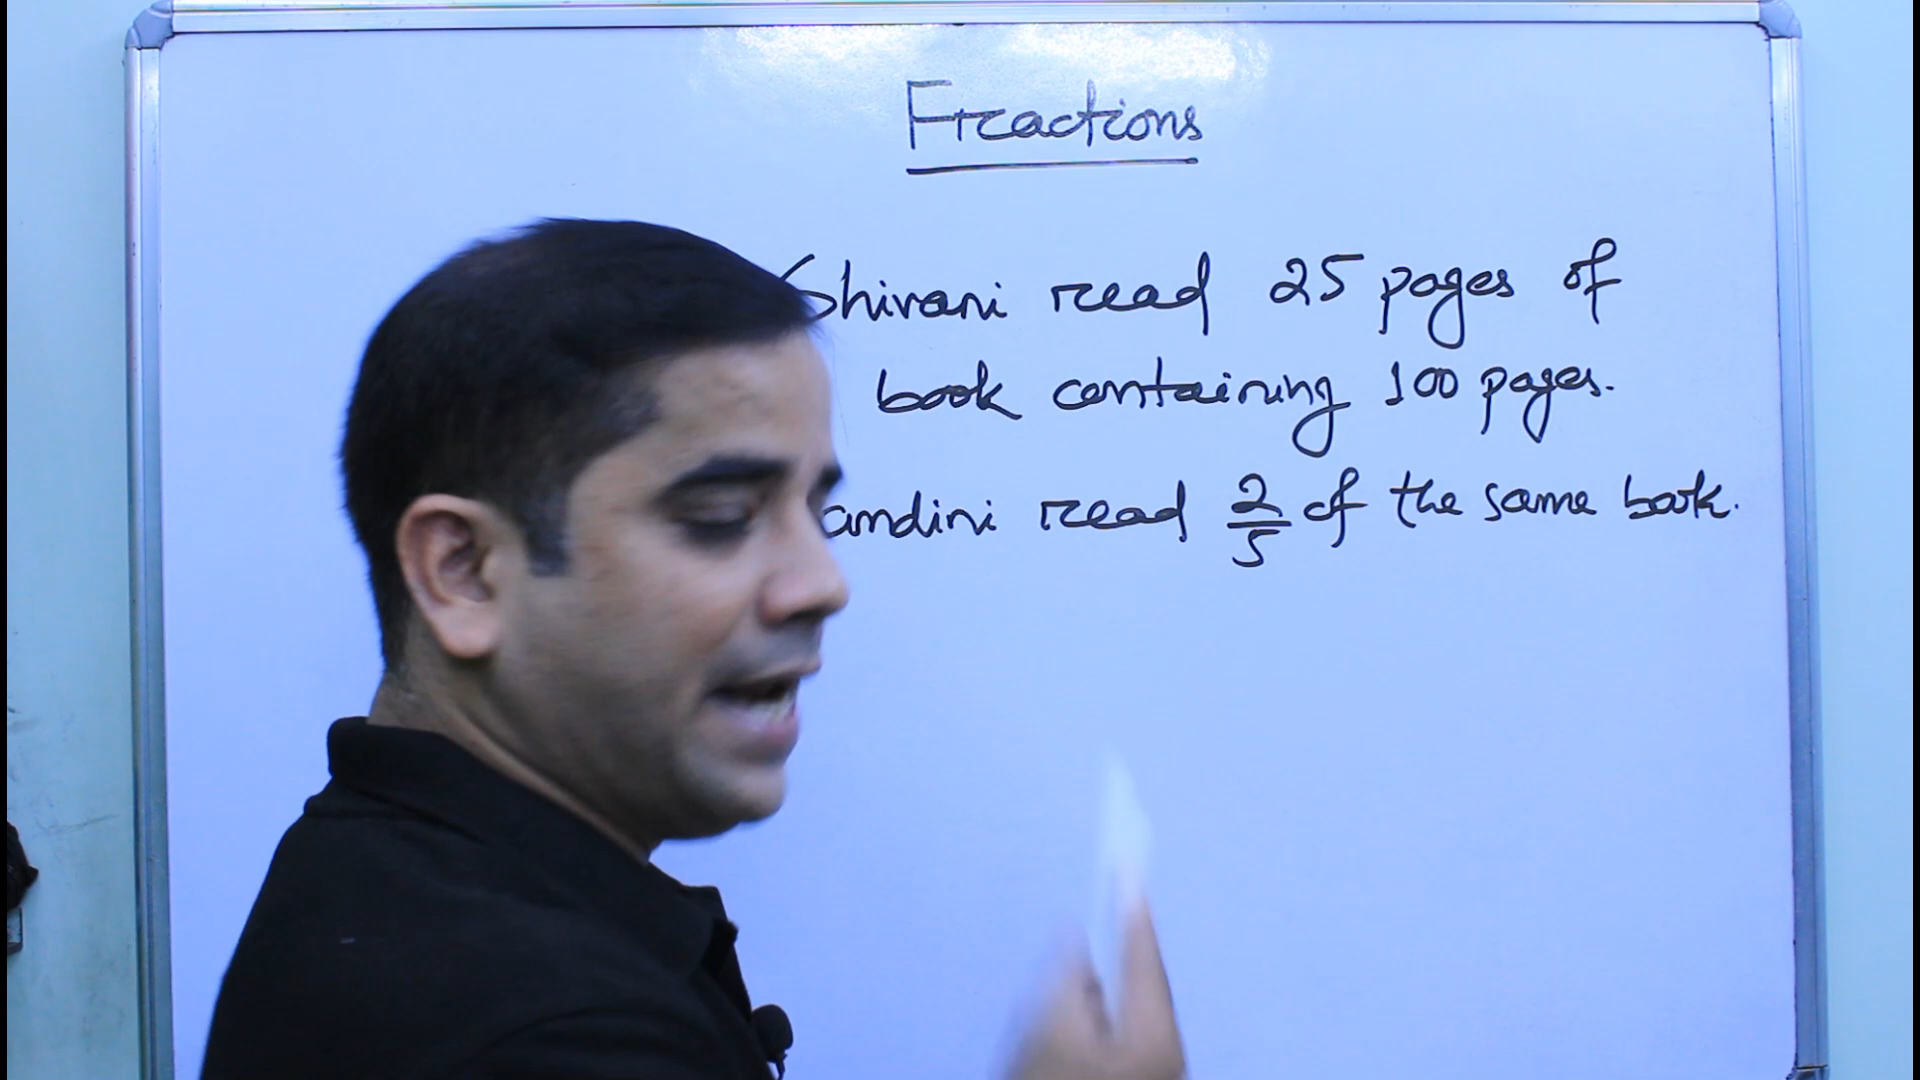 Fractions
Shivani read 25 pages of
book containing 100 pages.
andini read 2/5 of the same book.